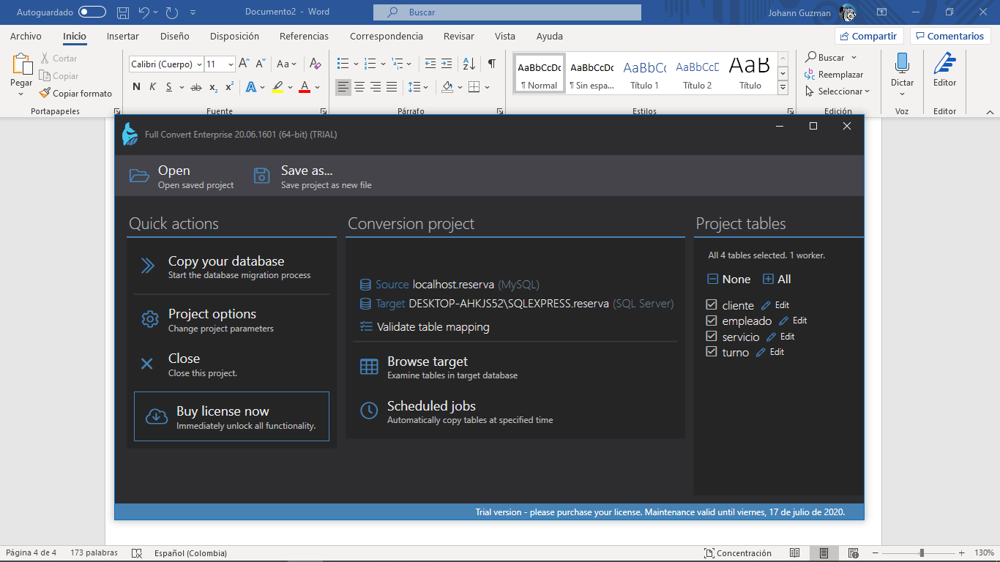 Autoguardado
Documento2 - Word
Buscar
Johann Guzman
Archivo
Inicio
Insertar
Diseño
Disposición
Referencias
Correspondencia
Revisar
Vista
Ayuda
Compartir
Comentarios
Pegar
Cortar
Copiar
Copiar formato
Portapapeles
Calibri (Cuerpo)
11
Aa
N K S ab x₂ x²
A A
Fuente
Párrafo
AaBbCcDc
¶ Normal
AaBbCcDc
¶ Sin espa...
AaBbCc
Título 1
AaBbCcD
Título 2
AaB
Título
Estilos
Buscar
Reemplazar
Seleccionar
Edición
Dictar
Voz
Editor
Editor
Full Convert Enterprise 20.06.1601 (64-bit) (TRIAL)
Open
Open saved project
Save as...
Save project as new file
Quick actions
Copy your database
Start the database migration process
Project options
Change project parameters
Close
Close this project.
Buy license now
Immediately unlock all functionality.
Conversion project
Source localhost.reserva (MySQL)
Target DESKTOP-AHKJS52\SQLEXPRESS.reserva (SQL Server)
Validate table mapping
Browse target
Examine tables in target database
Scheduled jobs
Automatically copy tables at specified time
Project tables
All 4 tables selected. 1 worker.
None All
cliente Edit
empleado Edit
servicio Edit
turno Edit
Trial version - please purchase your license. Maintenance valid until viernes, 17 de julio de 2020.
Página 4 de 4
173 palabras
Español (Colombia)
Concentración
130%